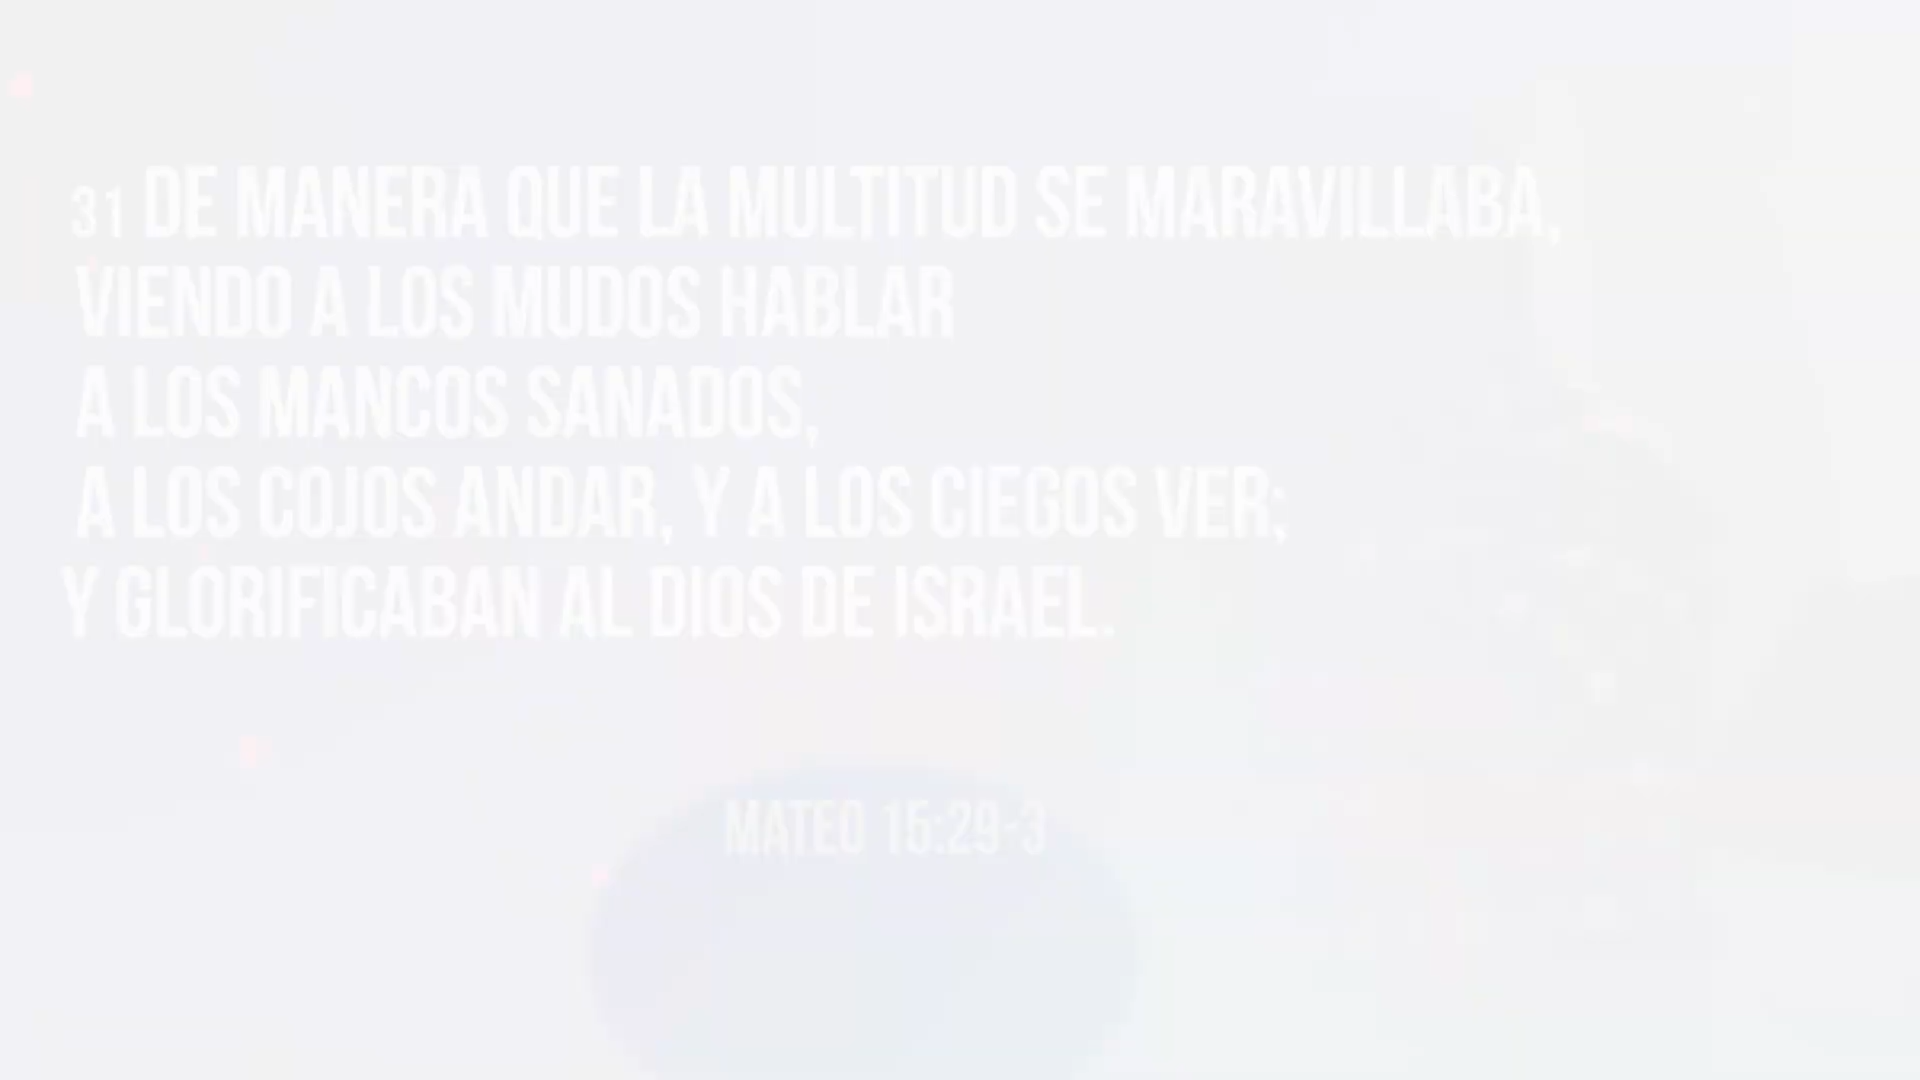 31 DE MANERA QUE LA MULTITUD SE MARAVILLABA,
VIENDO A LOS MUDOS HABLAR
A LOS MANCOS SANADOS,
A LOS COJOS ANDAR, Y A LOS CIEGOS VER;
Y GLORIFICABAN AL DIOS DE ISRAEL.
MATEO 15:29-3